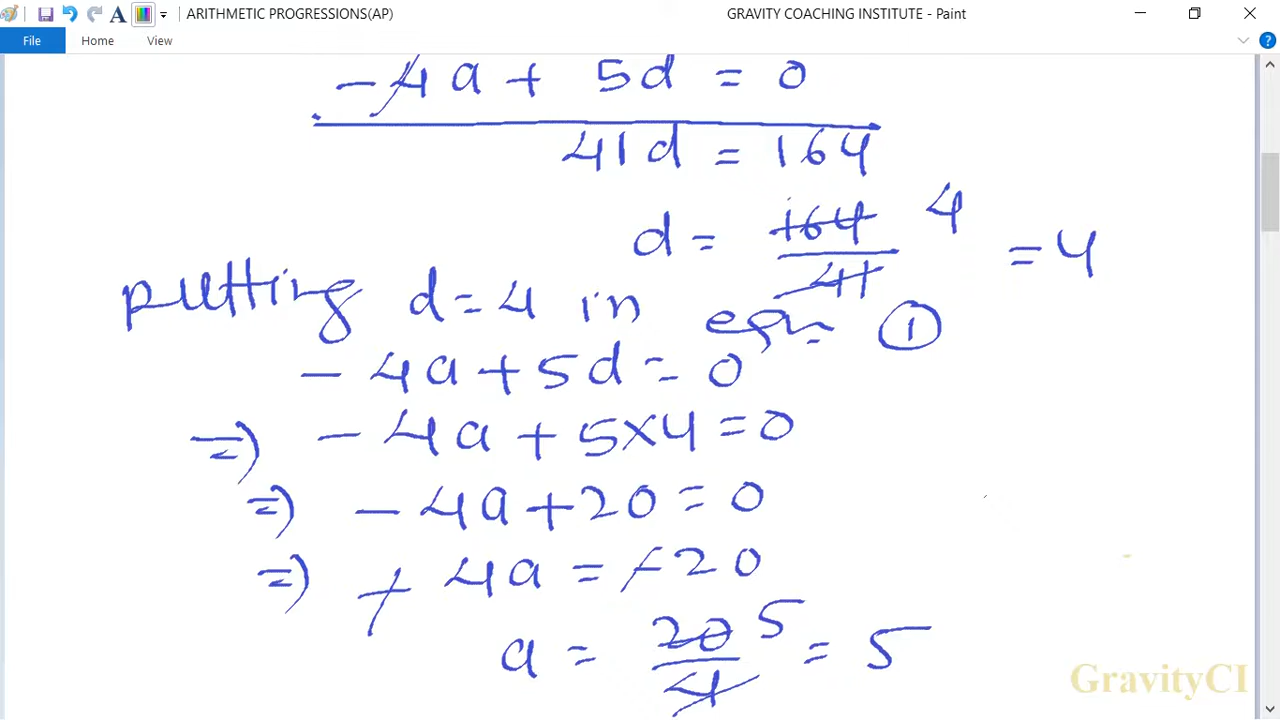 ARITHMETIC PROGRESSIONS(AP)
GRAVITY COACHING INSTITUTE - Paint
File Home View
- 4a + 5d = 0
41d = 164
d = 164/41 4 = 4
putting d=4 in eqn. ①
- 4a + 5d = 0
=) - 4a + 5×4 = 0
=) - 4a + 20 = 0
=) + 4a = -20
a = 20/4 5 = 5
GravityCI